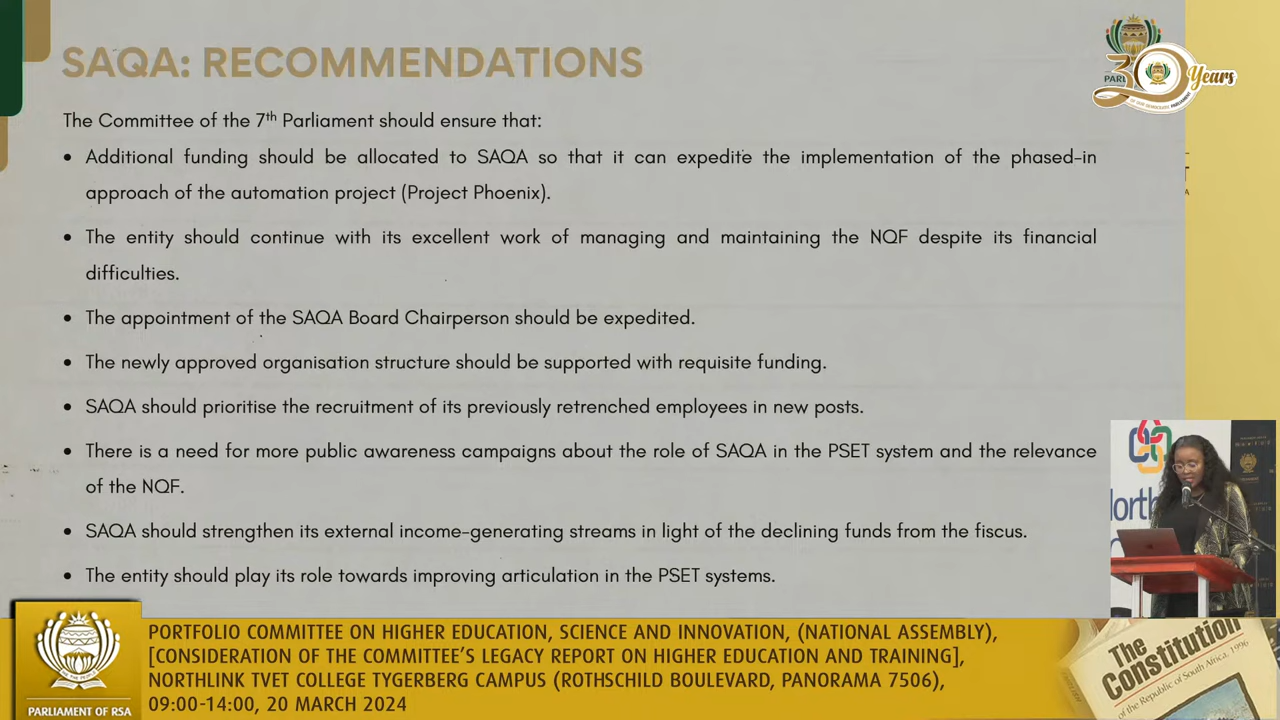 SAQA: RECOMMENDATIONS
The Committee of the 7th Parliament should ensure that:
• Additional funding should be allocated to SAQA so that it can expedite the implementation of the phased-in
approach of the automation project (Project Phoenix).
• The entity should continue with its excellent work of managing and maintaining the NQF despite its financial
difficulties.
• The appointment of the SAQA Board Chairperson should be expedited.
• The newly approved organisation structure should be supported with requisite funding.
• SAQA should prioritise the recruitment of its previously retrenched employees in new posts.
• There is a need for more public awareness campaigns about the role of SAQA in the PSET system and the relevance
of the NQF.
• SAQA should strengthen its external income-generating streams in light of the declining funds from the fiscus.
• The entity should play its role towards improving articulation in the PSET systems.
30 Years
PORTFOLIO COMMITTEE ON HIGHER EDUCATION, SCIENCE AND INNOVATION, (NATIONAL ASSEMBLY),
[CONSIDERATION OF THE COMMITTEE'S LEGACY REPORT ON HIGHER EDUCATION AND TRAINING],
NORTHLINK TVET COLLEGE TYGERBERG CAMPUS (ROTHSCHILD BOULEVARD, PANORAMA 7506),
09:00-14:00, 20 MARCH 2024
PARLIAMENT OF RSA
The
Constitution
of the Republic of South Africa, 1996